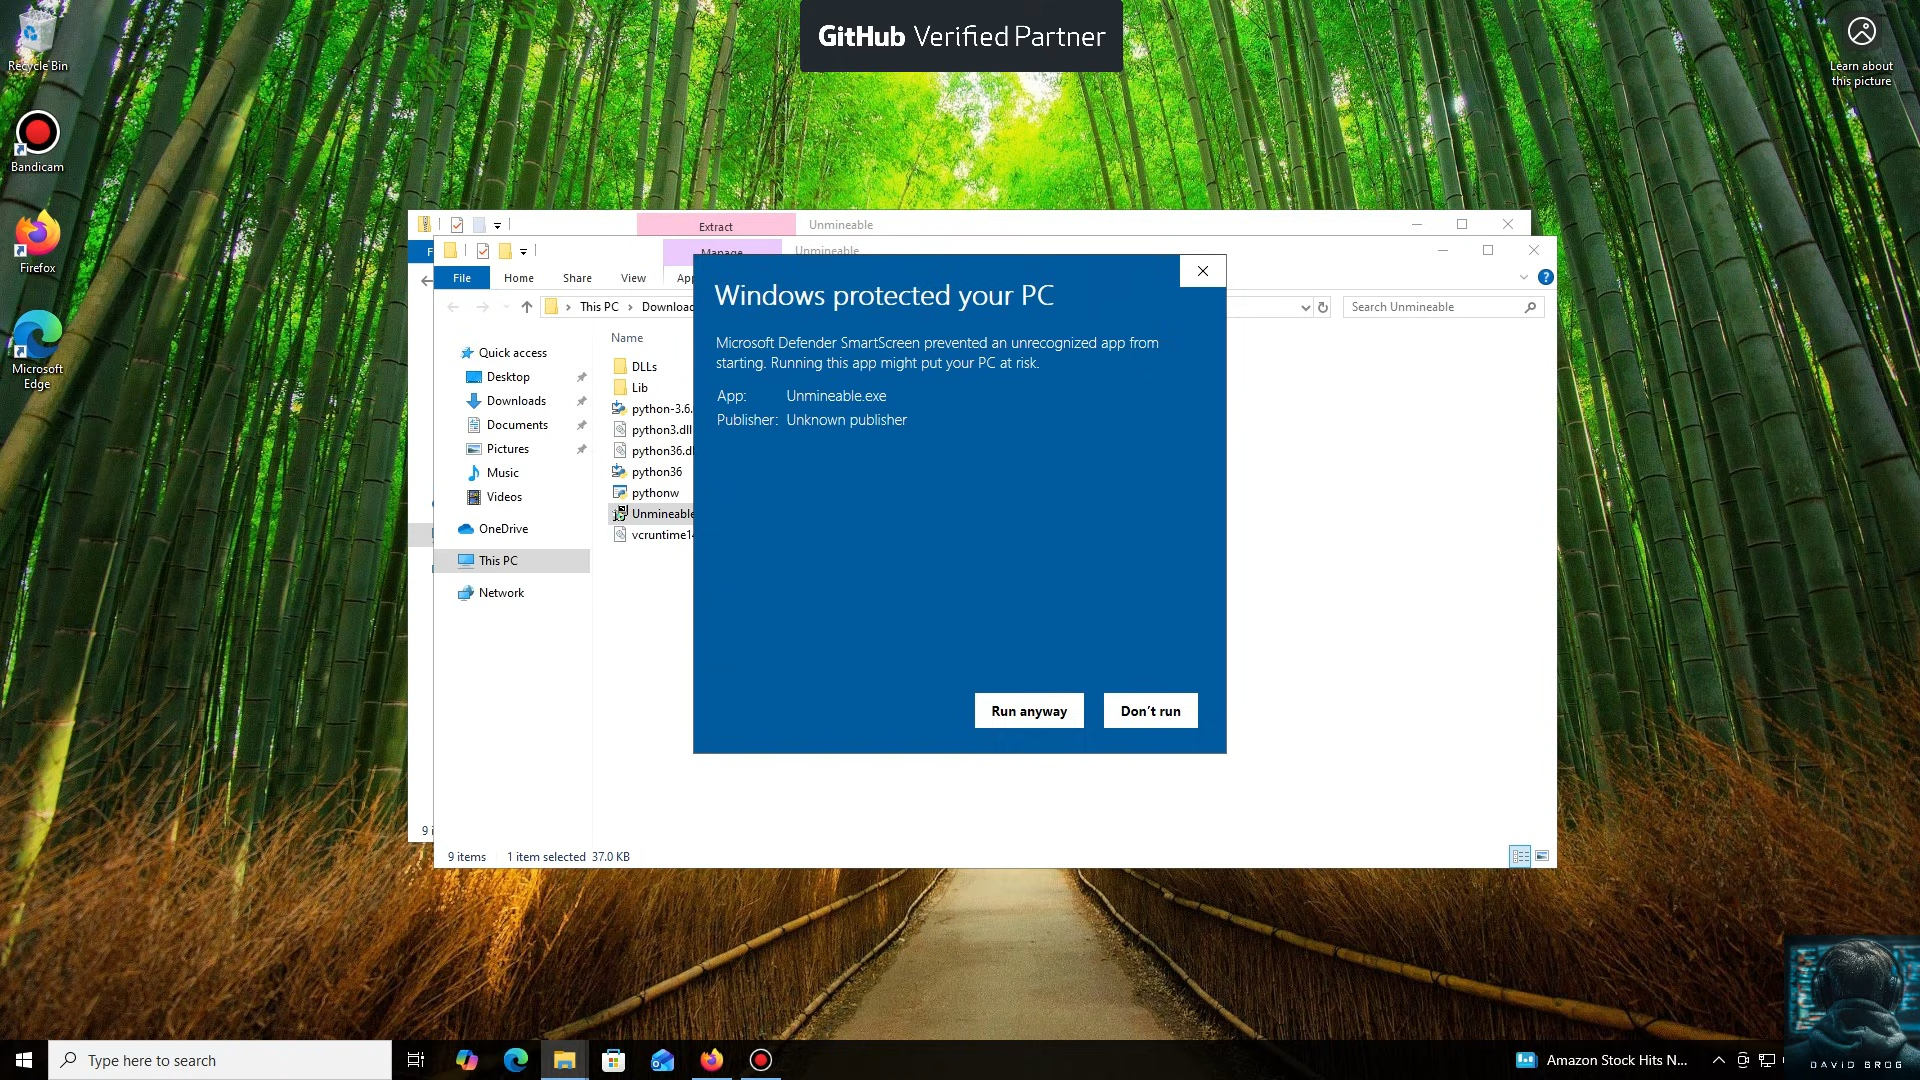 GitHub Verified Partner
Recycle Bin
Learn about
this picture
Bandicam
Firefox
Microsoft
Edge
Extract
Unmineable
Manage
Unmineable
File
Home
Share
View
App
This PC
Download
Search Unmineable
Name
Quick access
Desktop
Downloads
Documents
Pictures
Music
Videos
OneDrive
This PC
Network
DLLs
Lib
python-3.6.
python3.dll
python36.dl
python36
pythonw
Unmineable
vcruntime14
Windows protected your PC
Microsoft Defender SmartScreen prevented an unrecognized app from
starting. Running this app might put your PC at risk.
App: Unmineable.exe
Publisher: Unknown publisher
Run anyway
Don't run
9 i
9 items
1 item selected 37.0 KB
Type here to search
Amazon Stock Hits N...
DAVID BROG